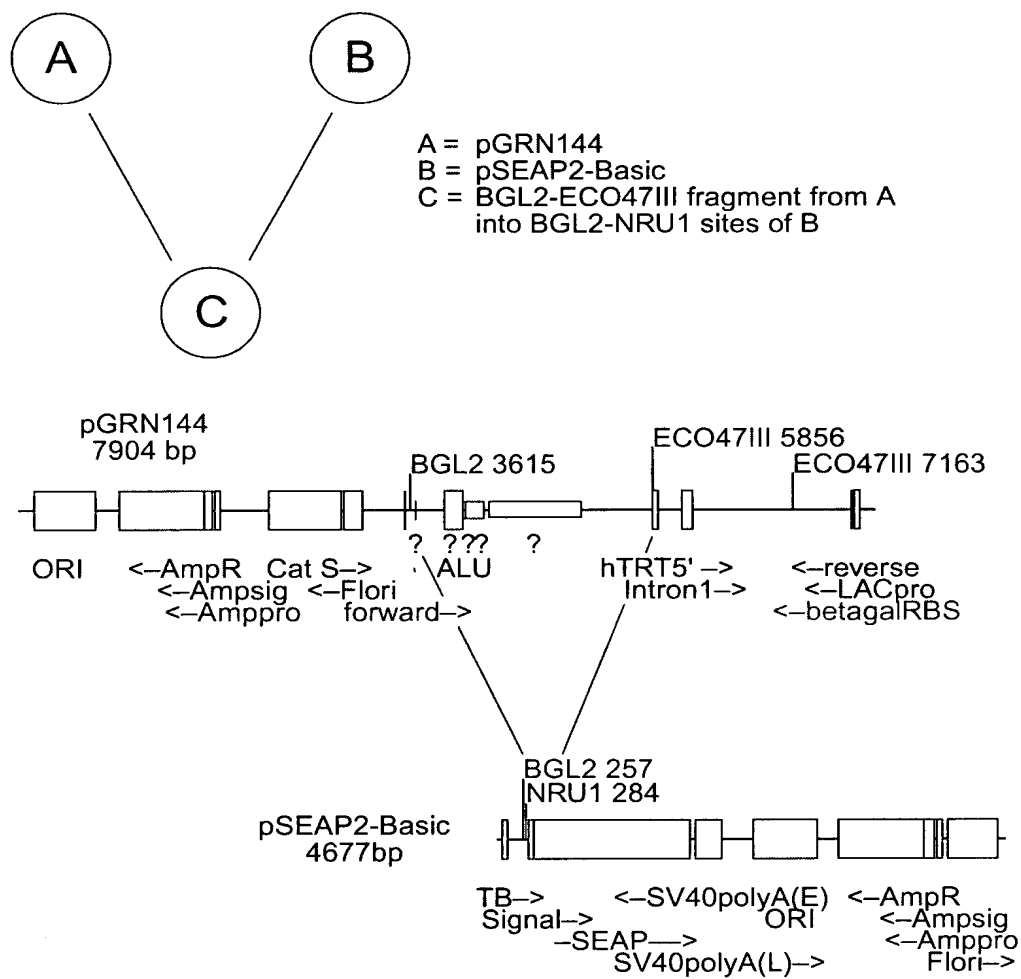 A
B
A = pGRN144
B = pSEAP2-Basic
C = BGL2-ECO47III fragment from A
into BGL2-NRU1 sites of B
C
pGRN144
7904 bp
BGL2 3615
ECO47III 5856
ECO47III 7163
? ? ?? ?
ORI
<–AmpR
Cat S–>
ALU
hTRT5' –>
<–reverse
<–Ampsig
<–Flori
Intron1–>
<–LACpro
<–Amppro
forward–>
<–betagalRBS
BGL2 257
NRU1 284
pSEAP2-Basic
4677bp
TB–>
<–SV40polyA(E)
<–AmpR
Signal–>
ORI
<–Ampsig
–SEAP––>
<–Amppro
SV40polyA(L)–>
Flori–>